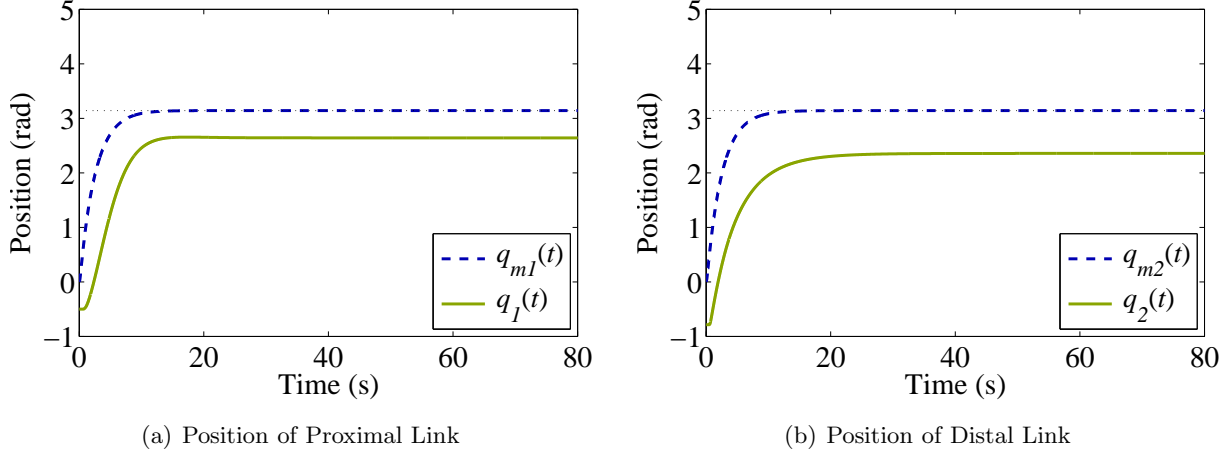 5
4
3
2
1
0
−1
0 20 40 60 80
Position (rad)
Time (s)
q_{m1}(t)
q_1(t)
(a) Position of Proximal Link
5
4
3
2
1
0
−1
0 20 40 60 80
Position (rad)
Time (s)
q_{m2}(t)
q_2(t)
(b) Position of Distal Link